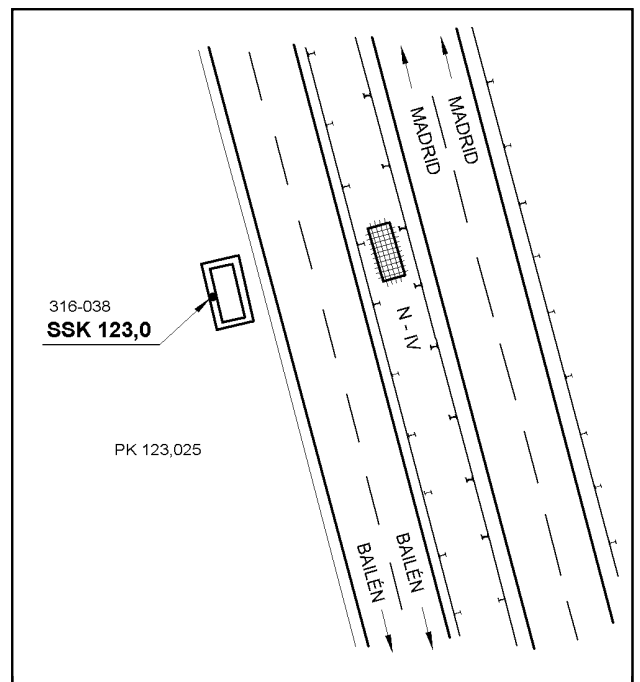 MADRID
MADRID
316-038
SSK 123,0
N - IV
PK 123,025
BAILÉN
BAILÉN